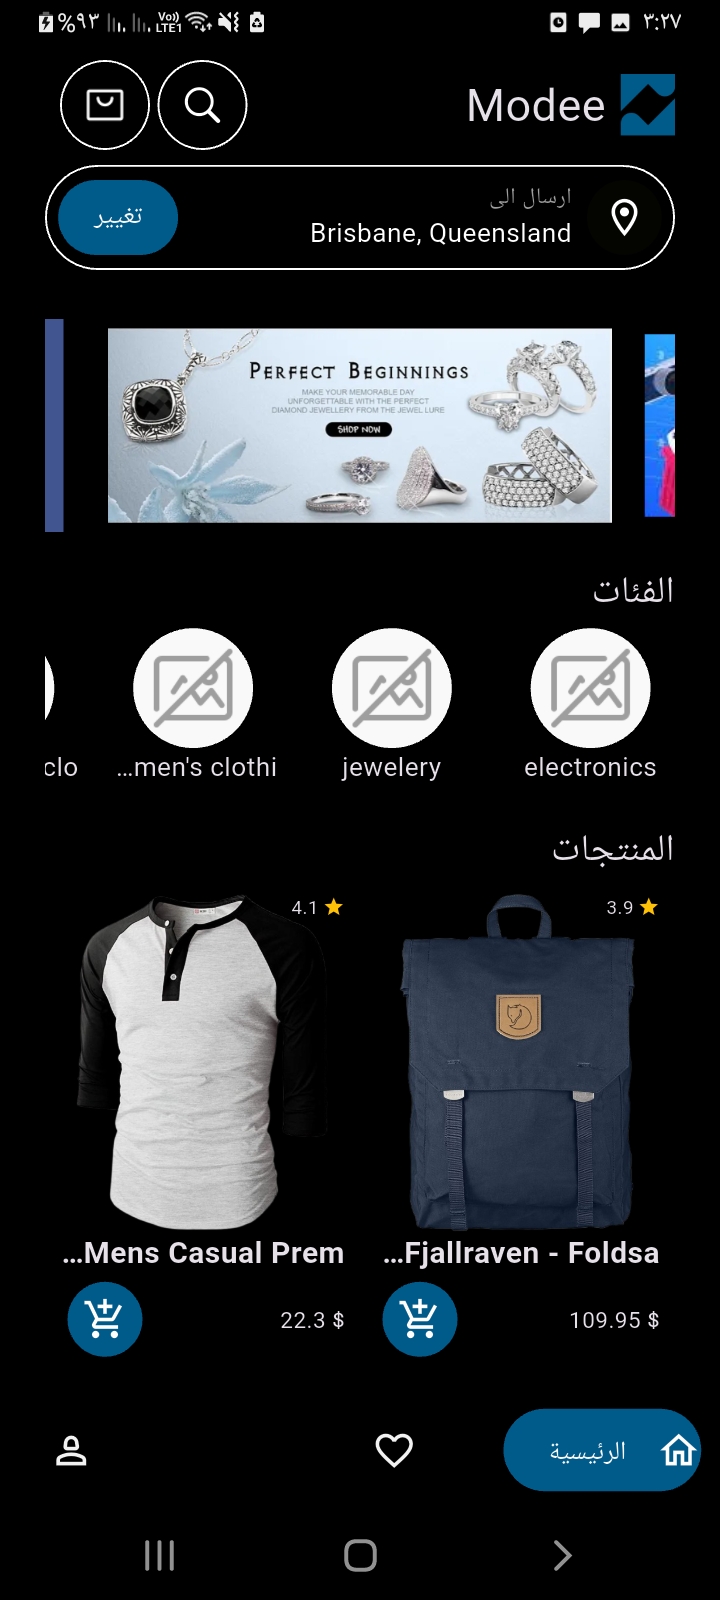 ٣:٢٧
%٩٣
Vo)) LTE1
Modee
ارسال الى
Brisbane, Queensland
تغيير
PERFECT BEGINNINGS
MAKE YOUR MEMORABLE DAY
UNFORGETTABLE WITH THE PERFECT
DIAMOND JEWELLERY FROM THE JEWEL LURE
SHOP NOW
الفئات
electronics
jewelery
...men's clothi
clo
المنتجات
3.9
4.1
...Fjallraven - Foldsa
...Mens Casual Prem
109.95 $
22.3 $
الرئيسية